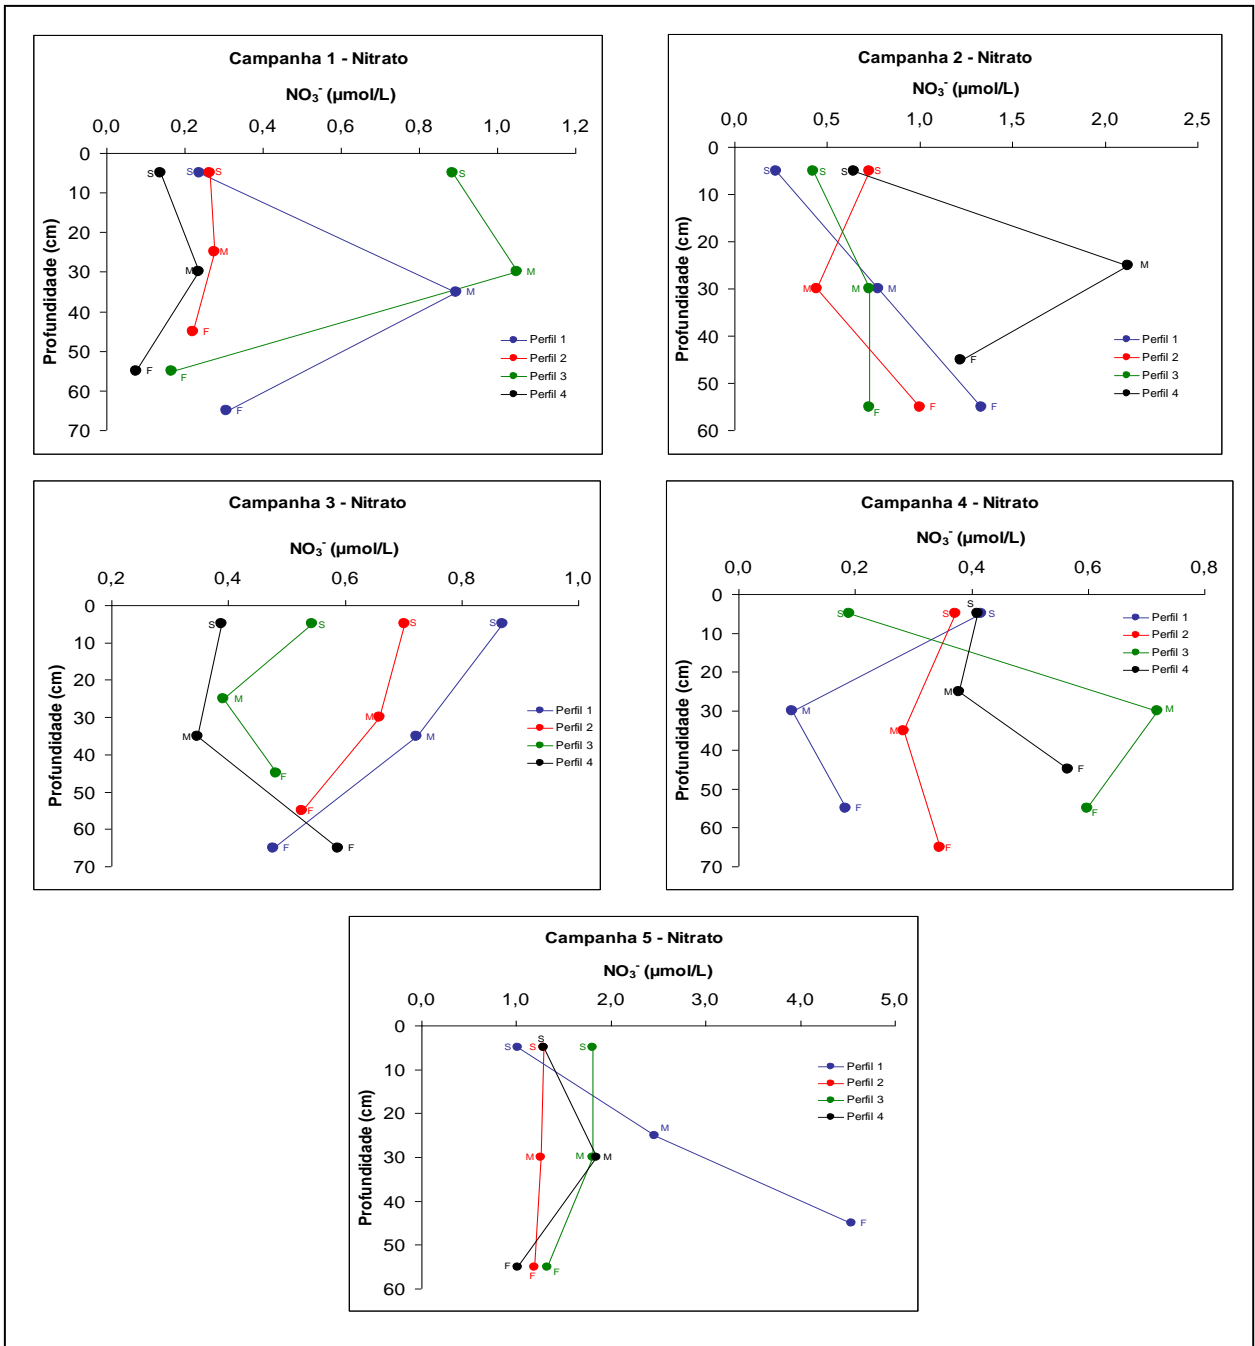 Campanha 1 - Nitrato
NO3- (µmol/L)
0,0 0,2 0,4 0,6 0,8 1,0 1,2
0
10
20
30
40
50
60
70
Profundidade (cm)
S S S S
M M M M
F F F F
Perfil 1
Perfil 2
Perfil 3
Perfil 4
Campanha 2 - Nitrato
NO3- (µmol/L)
0,0 0,5 1,0 1,5 2,0 2,5
0
10
20
30
40
50
60
Profundidade (cm)
S S S S
M M M M
F F F F
Perfil 1
Perfil 2
Perfil 3
Perfil 4
Campanha 3 - Nitrato
NO3- (µmol/L)
0,2 0,4 0,6 0,8 1,0
0
10
20
30
40
50
60
70
Profundidade (cm)
S S S S
M M M M
F F F F
Perfil 1
Perfil 2
Perfil 3
Perfil 4
Campanha 4 - Nitrato
NO3- (µmol/L)
0,0 0,2 0,4 0,6 0,8
0
10
20
30
40
50
60
70
Profundidade (cm)
S S S S
M M M M
F F F F
Perfil 1
Perfil 2
Perfil 3
Perfil 4
Campanha 5 - Nitrato
NO3- (µmol/L)
0,0 1,0 2,0 3,0 4,0 5,0
0
10
20
30
40
50
60
Profundidade (cm)
S S S S
M M M M
F F F F
Perfil 1
Perfil 2
Perfil 3
Perfil 4